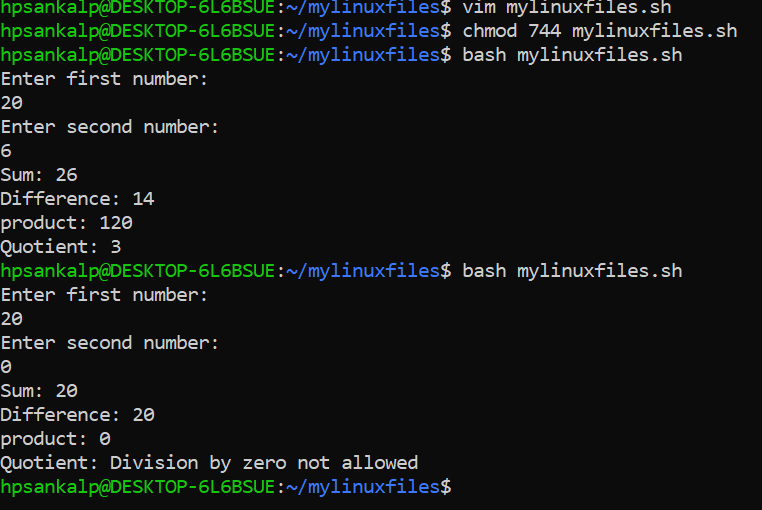 hpsankalp@DESKTOP-6L6BSUE:~/mylinuxfiles$ vim mylinuxfiles.sh
hpsankalp@DESKTOP-6L6BSUE:~/mylinuxfiles$ chmod 744 mylinuxfiles.sh
hpsankalp@DESKTOP-6L6BSUE:~/mylinuxfiles$ bash mylinuxfiles.sh
Enter first number:
20
Enter second number:
6
Sum: 26
Difference: 14
product: 120
Quotient: 3
hpsankalp@DESKTOP-6L6BSUE:~/mylinuxfiles$ bash mylinuxfiles.sh
Enter first number:
20
Enter second number:
0
Sum: 20
Difference: 20
product: 0
Quotient: Division by zero not allowed
hpsankalp@DESKTOP-6L6BSUE:~/mylinuxfiles$